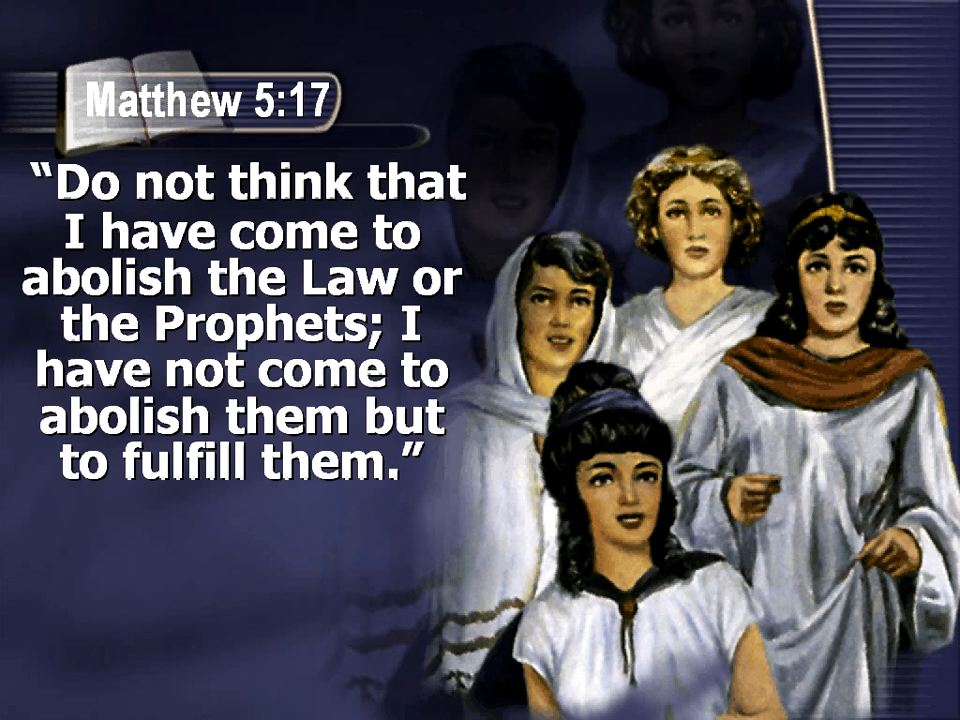 Matthew 5:17
“Do not think that
I have come to
abolish the Law or
the Prophets; I
have not come to
abolish them but
to fulfill them.”